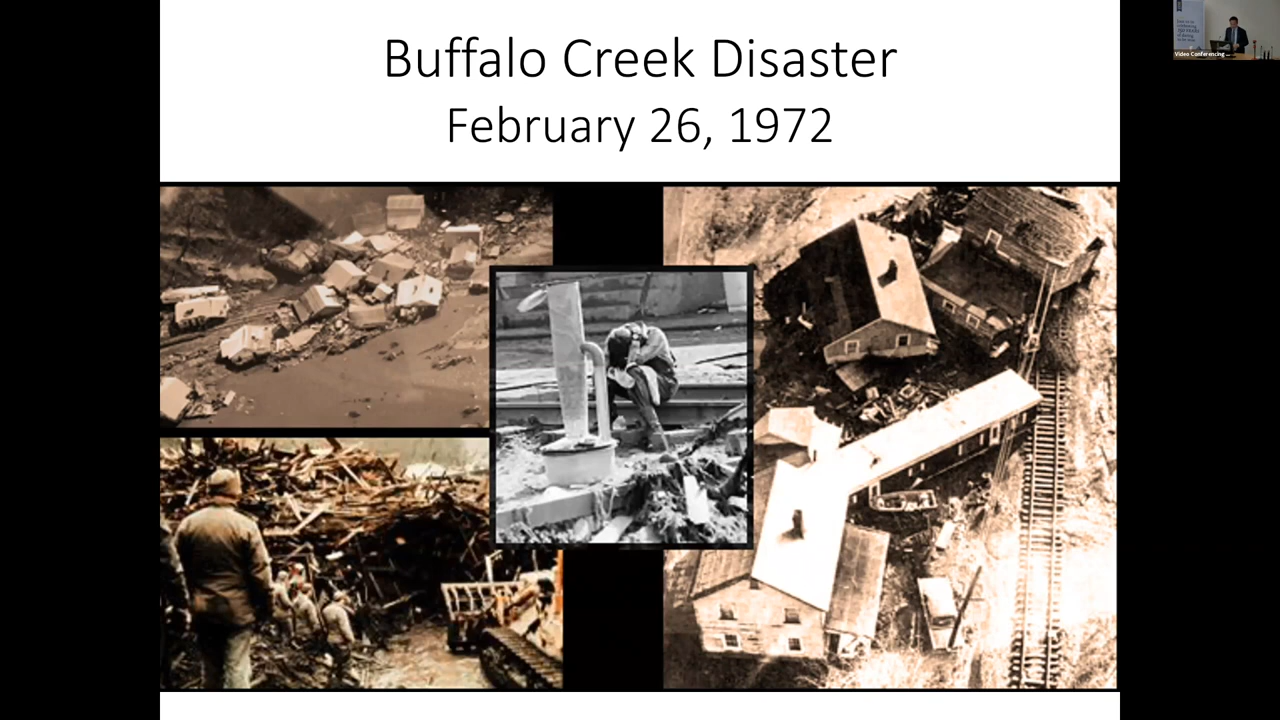 Buffalo Creek Disaster
February 26, 1972
Video Conferencing ...